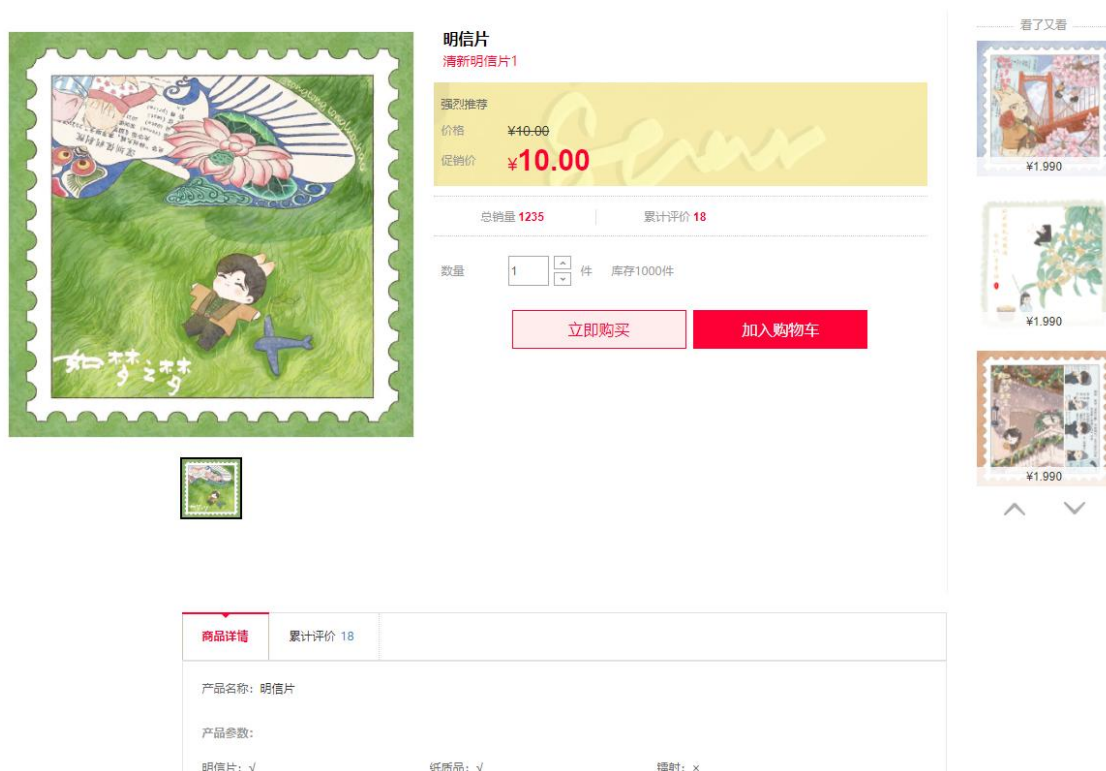 明信片
清新明信片1
强烈推荐
价格 ¥10.00
促销价 ¥10.00
总销量 1235 累计评价 18
数量 1 件 库存1000件
立即购买 加入购物车
如梦之梦
看了又看
¥1.990
¥1.990
¥1.990
商品详情 累计评价 18
产品名称：明信片
产品参数：
明信片：√ 纸质品：√ 镭射：×